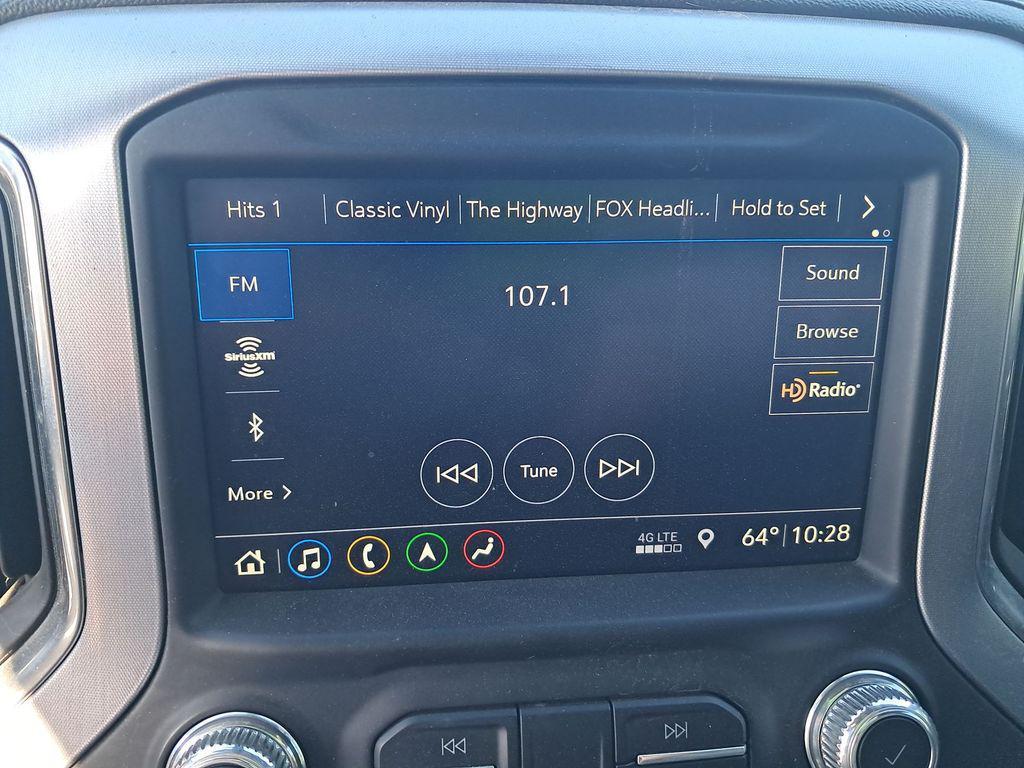 Hits 1 Classic Vinyl The Highway FOX Headli... Hold to Set
FM
107.1
Sound
SiriusXM
Browse
HD Radio®
Tune
More
4G LTE
64° 10:28